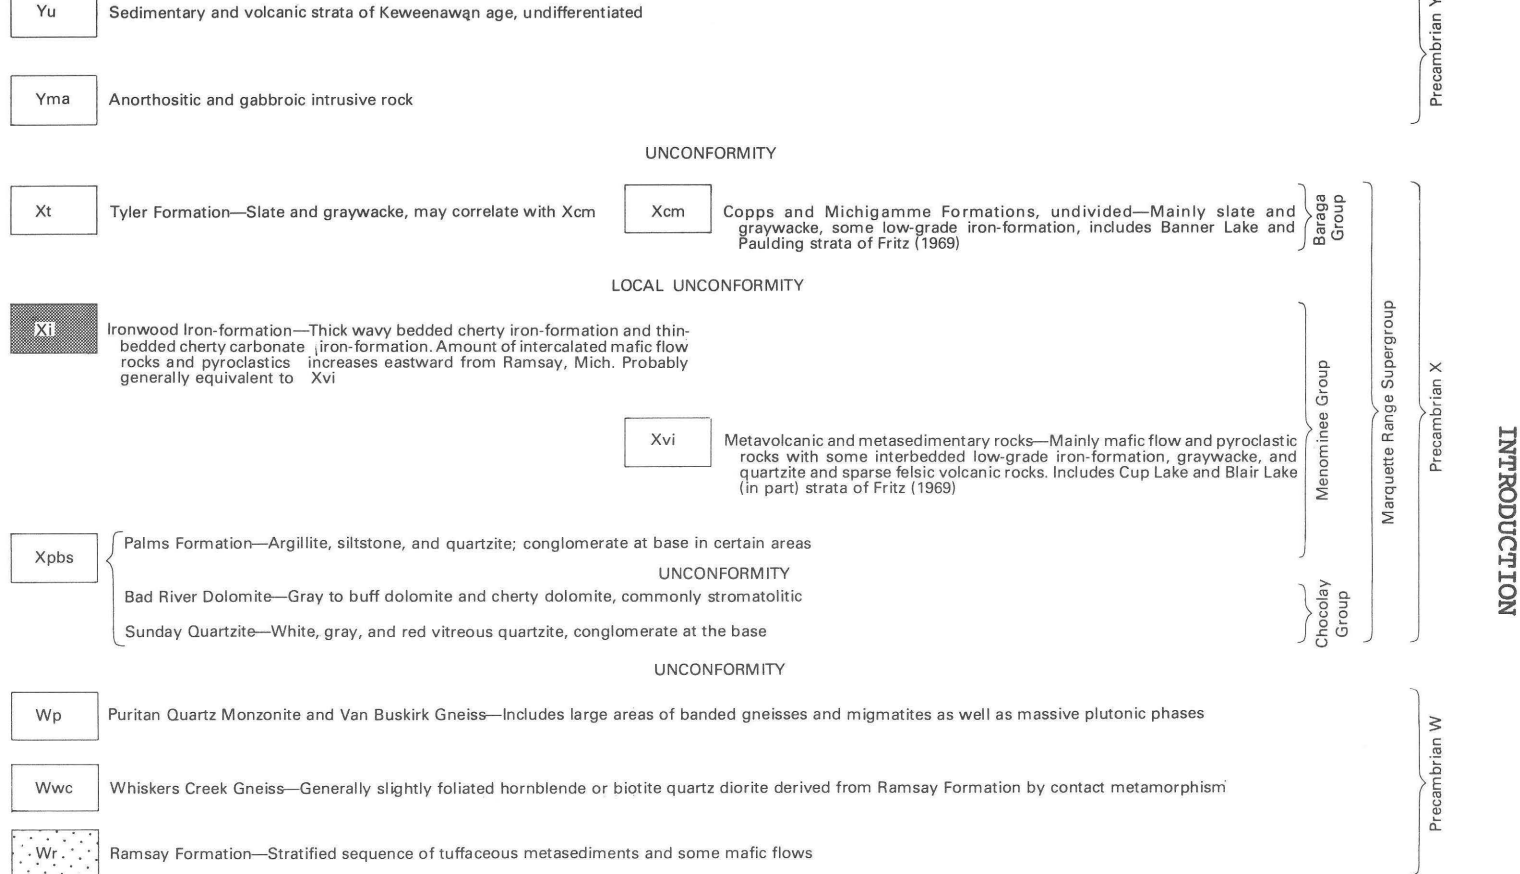 Yu Sedimentary and volcanic strata of Keweenawan age, undifferentiated
Precambrian Y
Yma Anorthositic and gabbroic intrusive rock
UNCONFORMITY
Xt Tyler Formation—Slate and graywacke, may correlate with Xcm
Xcm Copps and Michigamme Formations, undivided—Mainly slate and
graywacke, some low-grade iron-formation, includes Banner Lake and
Paulding strata of Fritz (1969)
Baraga
Group
LOCAL UNCONFORMITY
Xi Ironwood Iron-formation—Thick wavy bedded cherty iron-formation and thin-
bedded cherty carbonate iron-formation. Amount of intercalated mafic flow
rocks and pyroclastics increases eastward from Ramsay, Mich. Probably
generally equivalent to Xvi
Xvi Metavolcanic and metasedimentary rocks—Mainly mafic flow and pyroclastic
rocks with some interbedded low-grade iron-formation, graywacke, and
quartzite and sparse felsic volcanic rocks. Includes Cup Lake and Blair Lake
(in part) strata of Fritz (1969)
Menominee Group
Marquette Range Supergroup
Precambrian X
INTRODUCTION
Xpbs Palms Formation—Argillite, siltstone, and quartzite; conglomerate at base in certain areas
UNCONFORMITY
Bad River Dolomite—Gray to buff dolomite and cherty dolomite, commonly stromatolitic
Sunday Quartzite—White, gray, and red vitreous quartzite, conglomerate at the base
Chocolay
Group
UNCONFORMITY
Wp Puritan Quartz Monzonite and Van Buskirk Gneiss—Includes large areas of banded gneisses and migmatites as well as massive plutonic phases
Wwc Whiskers Creek Gneiss—Generally slightly foliated hornblende or biotite quartz diorite derived from Ramsay Formation by contact metamorphism
Precambrian W
Wr Ramsay Formation—Stratified sequence of tuffaceous metasediments and some mafic flows